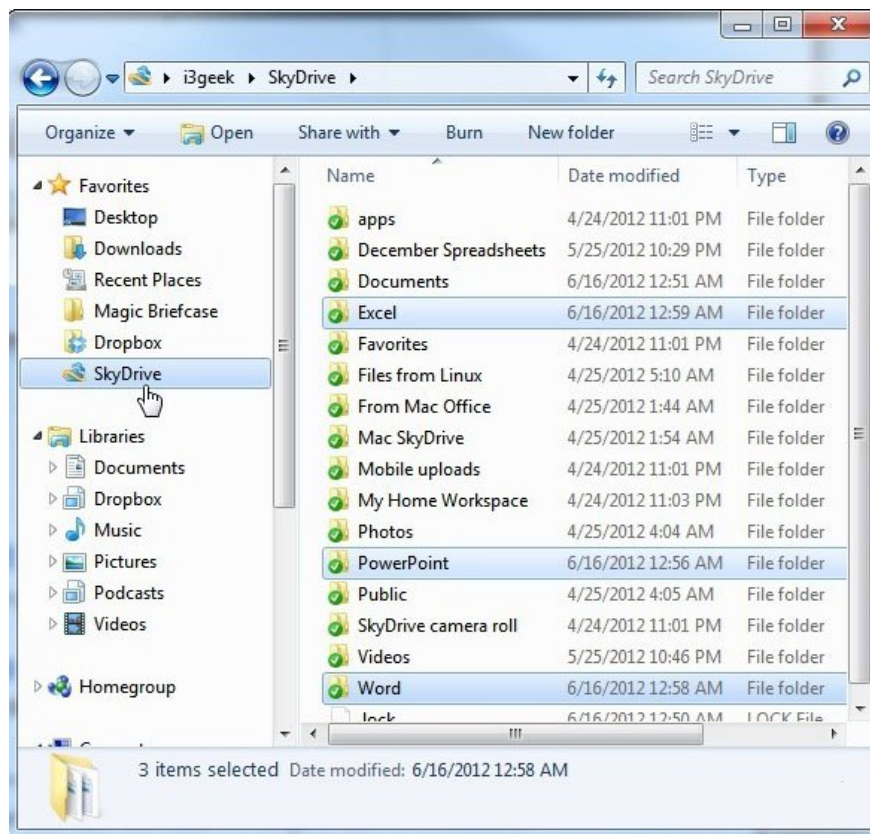 i3geek SkyDrive
Search SkyDrive
Organize Open Share with Burn New folder
Favorites
Desktop
Downloads
Recent Places
Magic Briefcase
Dropbox
SkyDrive
Libraries
Documents
Dropbox
Music
Pictures
Podcasts
Videos
Homegroup
Name Date modified Type
apps 4/24/2012 11:01 PM File folder
December Spreadsheets 5/25/2012 10:29 PM File folder
Documents 6/16/2012 12:51 AM File folder
Excel 6/16/2012 12:59 AM File folder
Favorites 4/24/2012 11:01 PM File folder
Files from Linux 4/25/2012 5:10 AM File folder
From Mac Office 4/25/2012 1:44 AM File folder
Mac SkyDrive 4/25/2012 1:54 AM File folder
Mobile uploads 4/24/2012 11:01 PM File folder
My Home Workspace 4/24/2012 11:03 PM File folder
Photos 4/25/2012 4:04 AM File folder
PowerPoint 6/16/2012 12:56 AM File folder
Public 4/25/2012 4:05 AM File folder
SkyDrive camera roll 4/24/2012 11:01 PM File folder
Videos 5/25/2012 10:46 PM File folder
Word 6/16/2012 12:58 AM File folder
.lock 6/16/2012 12:50 AM LOCK File
3 items selected Date modified: 6/16/2012 12:58 AM